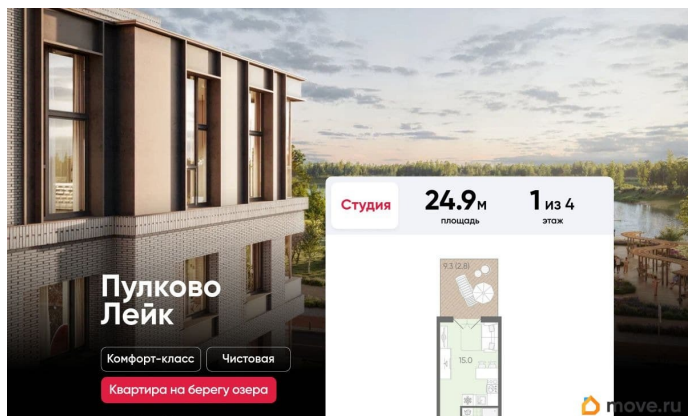 Студия
24.9 м
площадь
1 из 4
этаж
9.3 (2.8)
15.0
Пулково
Лейк
Комфорт-класс
Чистовая
Квартира на берегу озера
move.ru